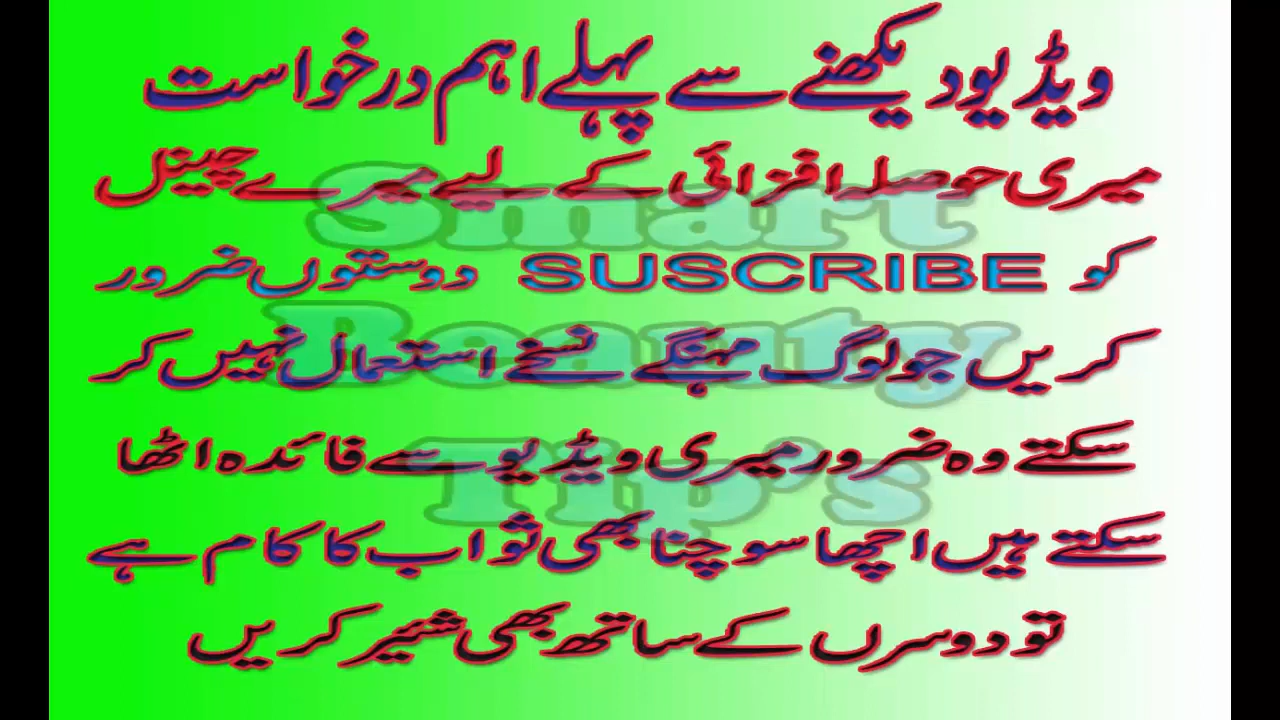 ویڈیو دیکھنے سے پہلے اہم درخواست
میری حوصلہ افزائی کے لیے میرے چینل
کو SUSCRIBE دوستوں ضرور
کریں جو لوگ مہنگے نسخے استعمال نہیں کر
سکتے وہ ضرور میری ویڈیو سے فائدہ اٹھا
سکتے ہیں اچھا سوچنا بھی ثواب کا کام ہے
تو دوسرں کے ساتھ بھی شئیر کریں
Smart
Beauty
Tip's